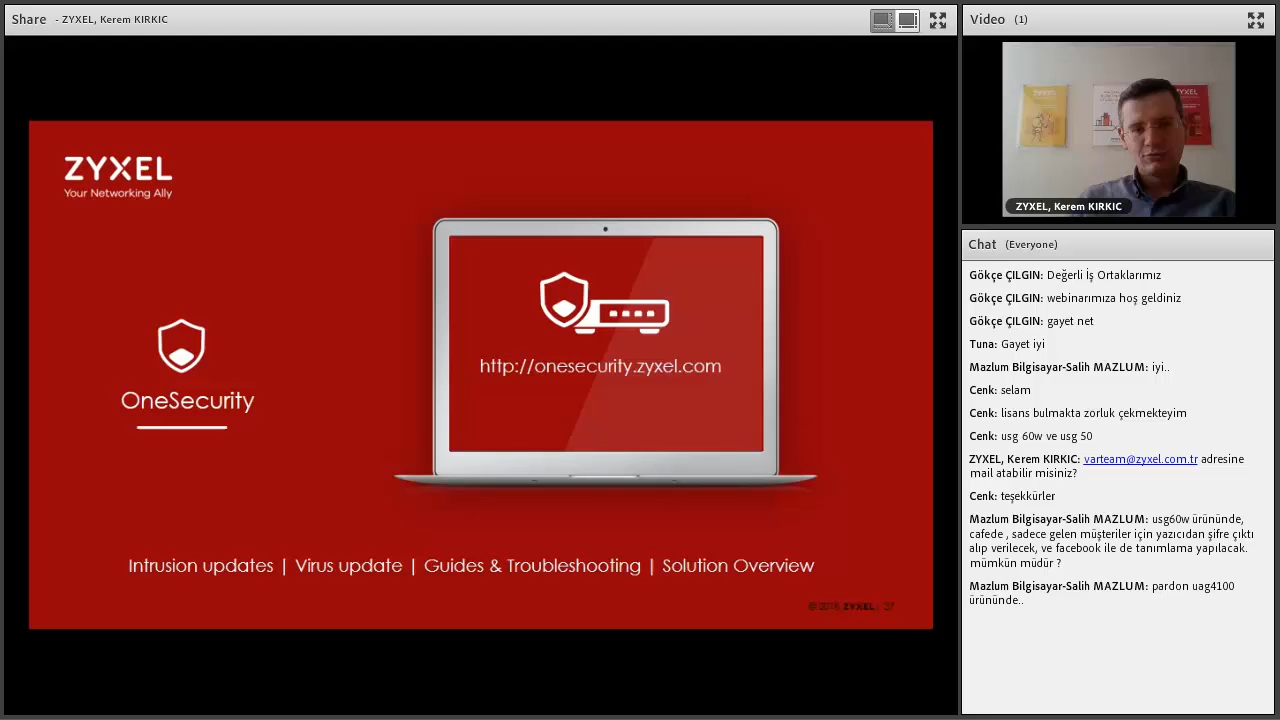 Share - ZYXEL, Kerem KIRKIC
ZYXEL
Your Networking Ally
OneSecurity
http://onesecurity.zyxel.com
Intrusion updates | Virus update | Guides & Troubleshooting | Solution Overview
ZYXEL
37
Video (1)
ZYXEL
ZYXEL, Kerem KIRKIC
Chat (Everyone)
Gökçe ÇILGIN: Değerli İş Ortaklarımız
Gökçe ÇILGIN: webinarımıza hoş geldiniz
Gökçe ÇILGIN: gayet net
Tuna: Gayet iyi
Mazlum Bilgisayar-Salih MAZLUM: iyi..
Cenk: selam
Cenk: lisans bulmakta zorluk çekmekteyim
Cenk: usg 60w ve usg 50
ZYXEL, Kerem KIRKIC: varteam@zyxel.com.tr adresine
mail atabilir misiniz?
Cenk: teşekkürler
Mazlum Bilgisayar-Salih MAZLUM: usg60w ürününde,
cafede , sadece gelen müşteriler için yazıcıdan şifre çıktı
alıp verilecek, ve facebook ile de tanımlama yapılacak.
mümkün müdür ?
Mazlum Bilgisayar-Salih MAZLUM: pardon uag4100
ürününde..